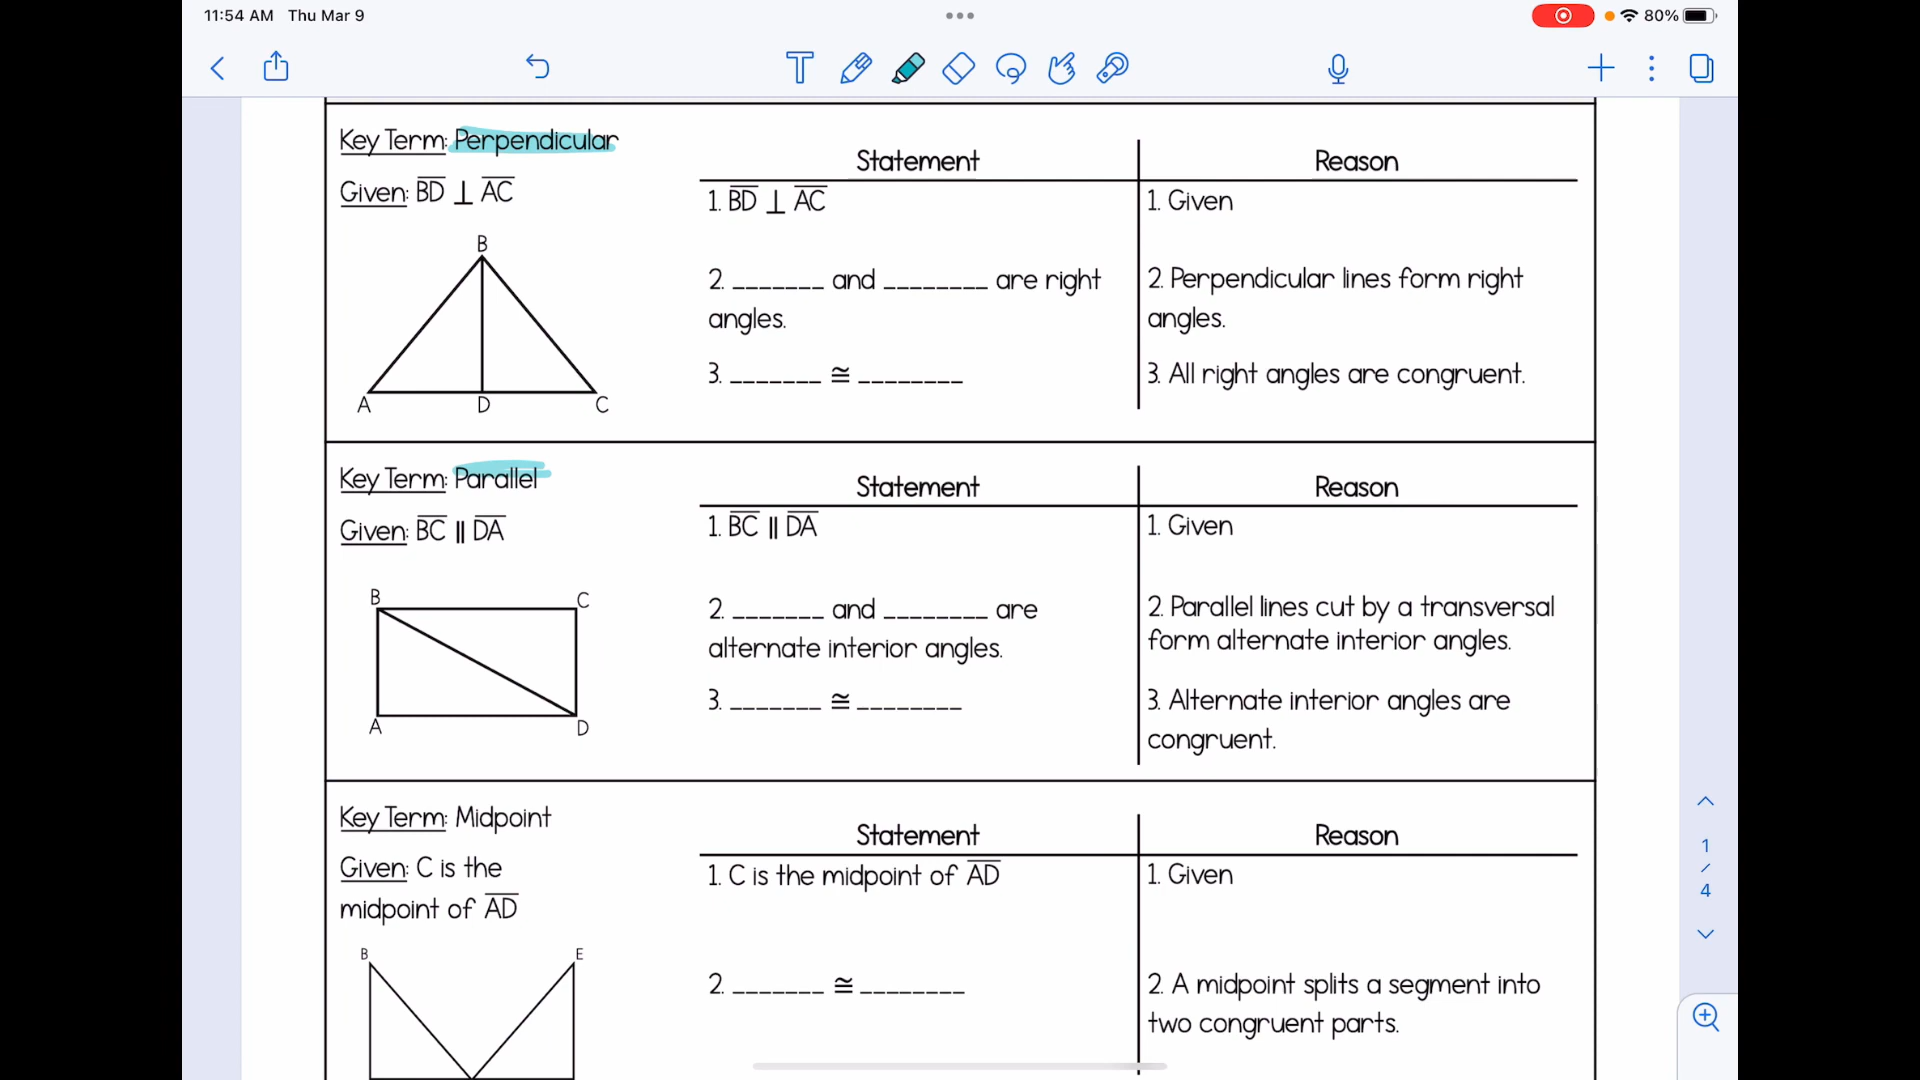 11:54 AM Thu Mar 9
80%
Key Term: Perpendicular
Given: BD ⊥ AC
B
A D C
Statement Reason
1. BD ⊥ AC 1. Given
2. _______ and ________ are right
angles.
2. Perpendicular lines form right
angles.
3. _______ ≅ ________ 3. All right angles are congruent.
Key Term: Parallel
Given: BC || DA
B C
A D
Statement Reason
1. BC || DA 1. Given
2. _______ and ________ are
alternate interior angles.
2. Parallel lines cut by a transversal
form alternate interior angles.
3. _______ ≅ ________
3. Alternate interior angles are
congruent.
Key Term: Midpoint
Given: C is the
midpoint of AD
B E
Statement Reason
1. C is the midpoint of AD 1. Given
2. _______ ≅ ________
2. A midpoint splits a segment into
two congruent parts.
1
/
4